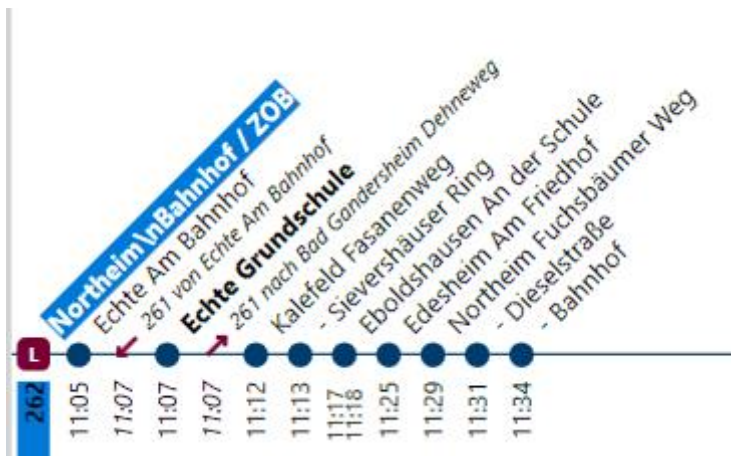 Northeim\nBahnhof / ZOB
Echte Am Bahnhof
261 von Echte Am Bahnhof
Echte Grundschule
261 nach Bad Gandersheim Dehneweg
Kalefeld Fasanenweg
- Sievershäuser Ring
Eboldshausen An der Schule
Edesheim Am Friedhof
Northeim Fuchsbäumer Weg
- Dieselstraße
- Bahnhof
L
262
11:05
11:07
11:07
11:07
11:12
11:13
11:17
11:18
11:25
11:29
11:31
11:34